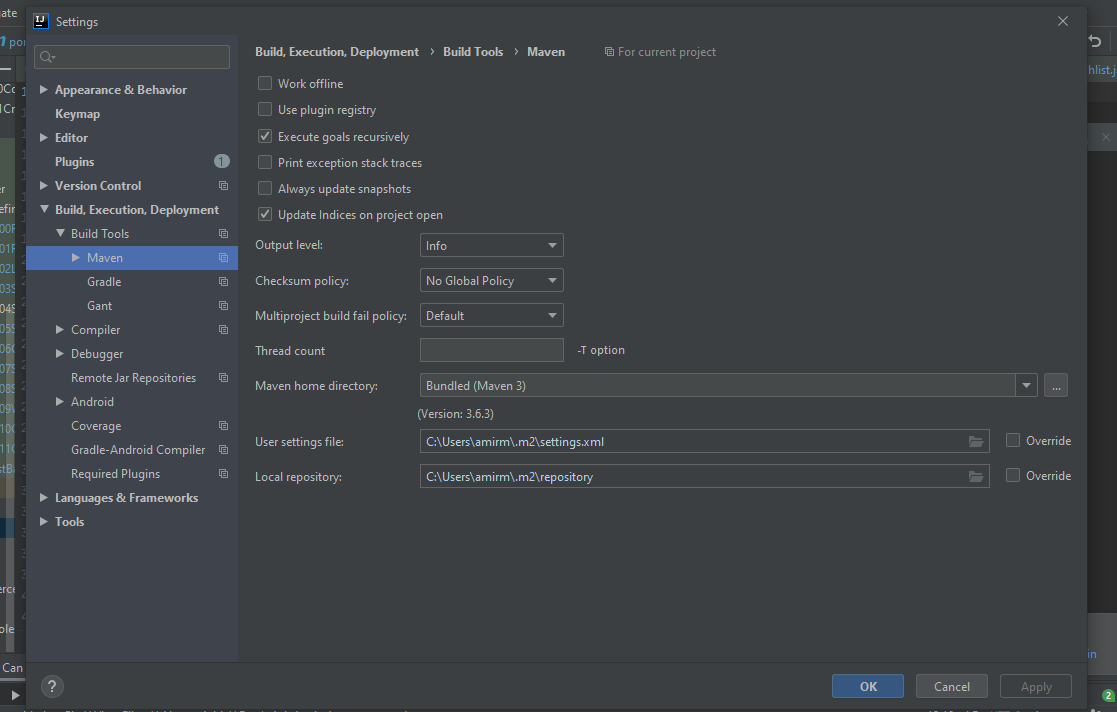 Settings
Build, Execution, Deployment › Build Tools › Maven For current project
Work offline
Appearance & Behavior
Use plugin registry
Keymap
Editor
Execute goals recursively
Plugins 1
Print exception stack traces
Version Control
Always update snapshots
Build, Execution, Deployment
Update Indices on project open
Build Tools
Output level: Info
Maven
Gradle
Checksum policy: No Global Policy
Gant
Multiproject build fail policy: Default
Compiler
Debugger
Thread count -T option
Remote Jar Repositories
Maven home directory: Bundled (Maven 3) ...
Android
(Version: 3.6.3)
Coverage
User settings file: C:\Users\amirm\.m2\settings.xml Override
Gradle-Android Compiler
Required Plugins
Local repository: C:\Users\amirm\.m2\repository Override
Languages & Frameworks
Tools
Can
?
OK Cancel Apply
2